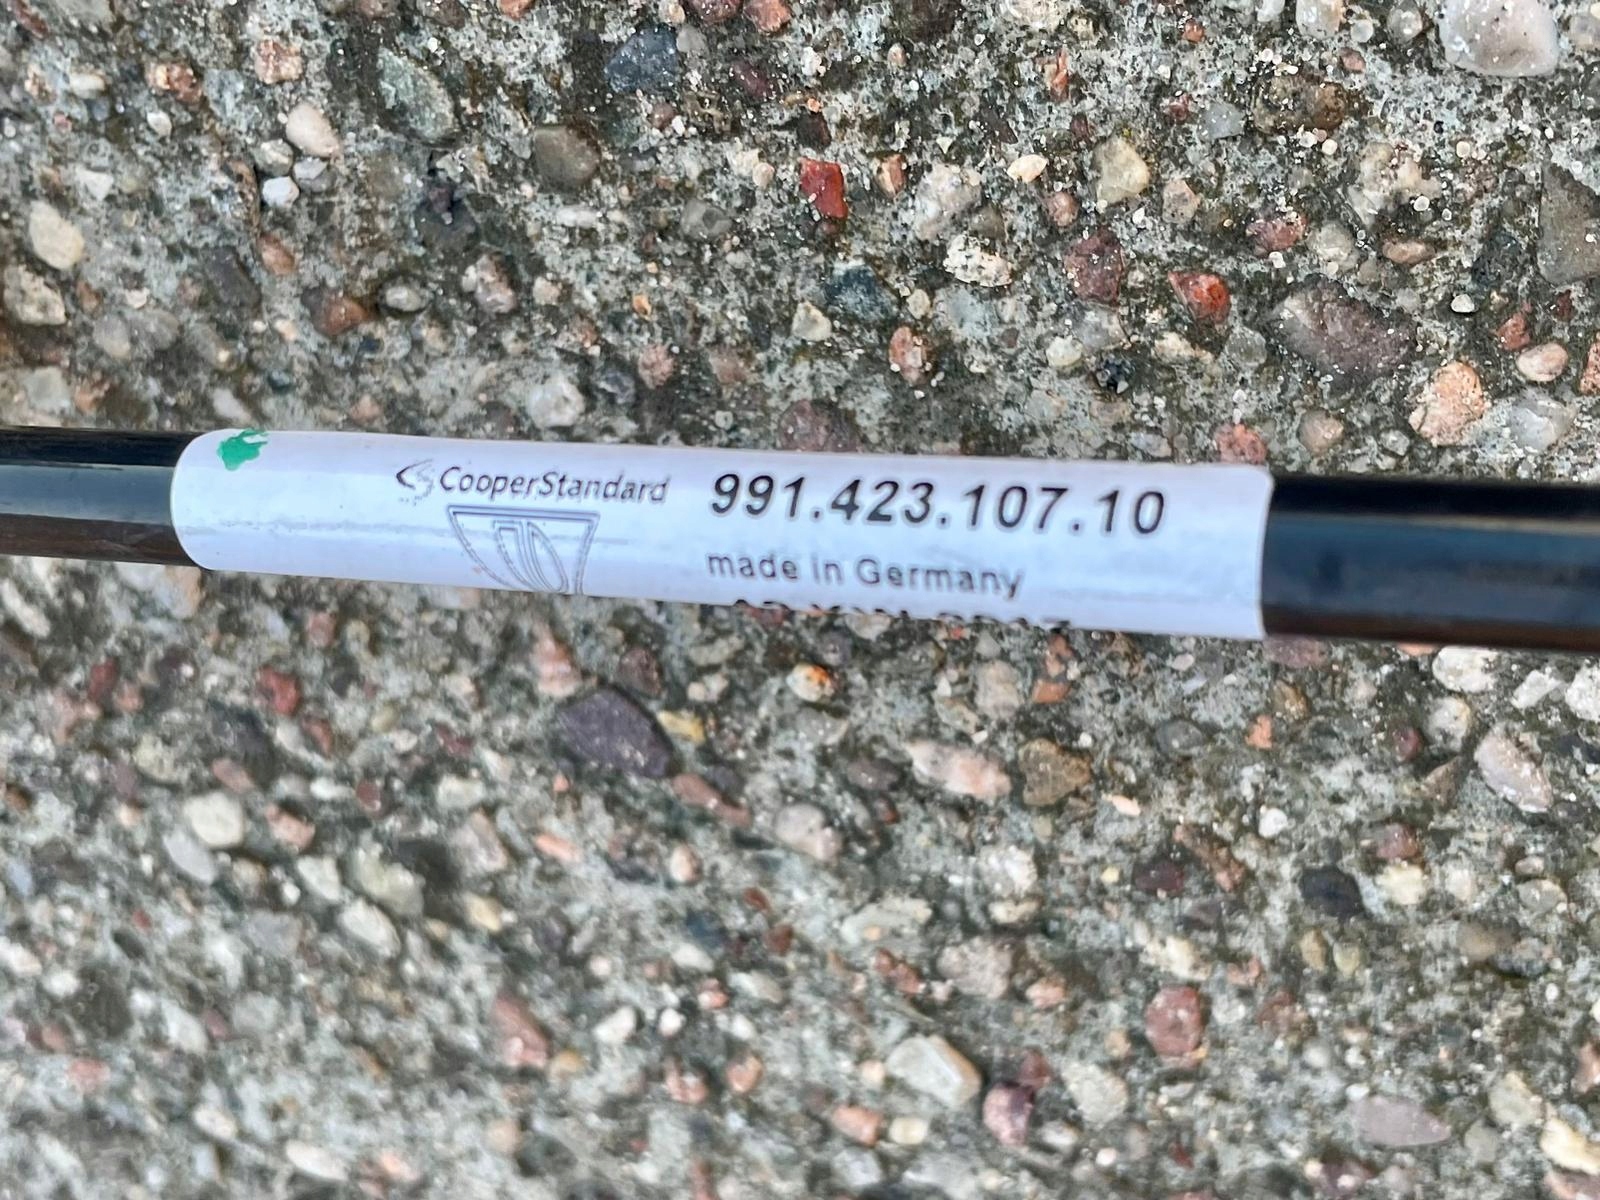 CooperStandard
991.423.107.10
made in Germany